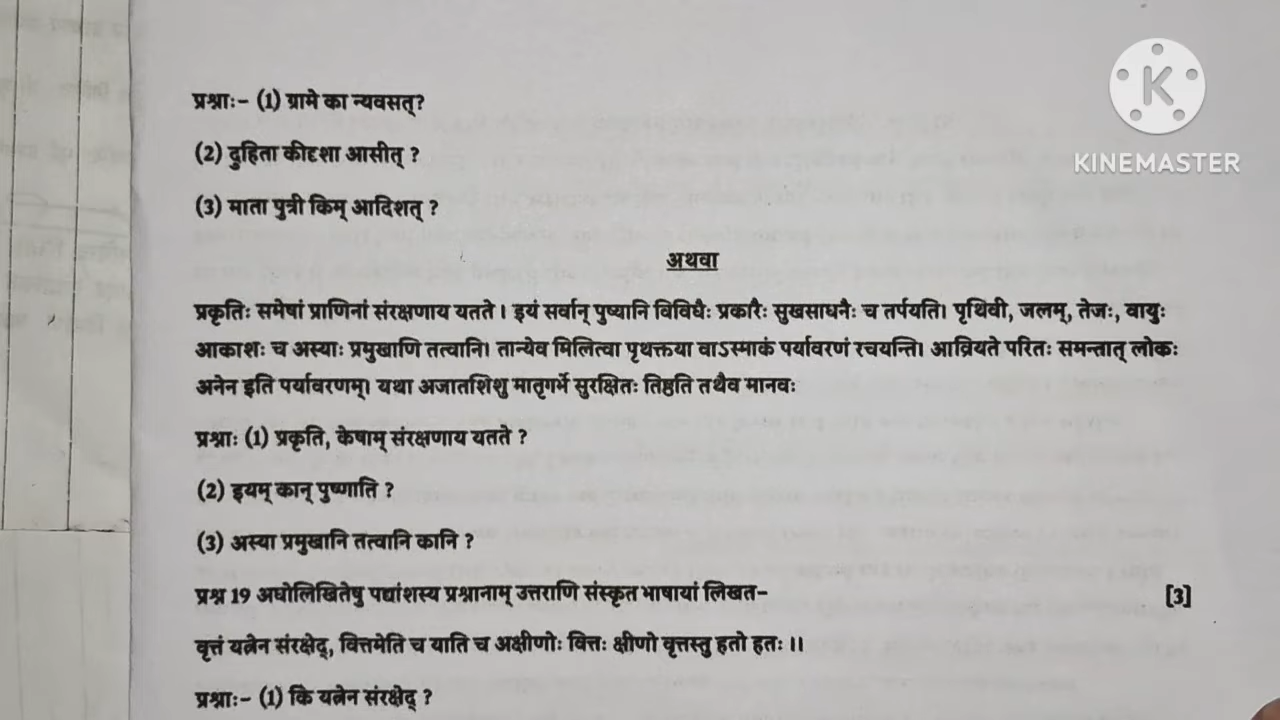 प्रश्नाः- (1) ग्रामे का न्यवसत्?
KINEMASTER
(2) दुहिता कीदृशा आसीत् ?
(3) माता पुत्री किम् आदिशत् ?
अथवा
प्रकृतिः समेषां प्राणिनां संरक्षणाय यतते । इयं सर्वान् पुष्यानि विविधैः प्रकारैः सुखसाधनैः च तर्पयति। पृथिवी, जलम्, तेजः, वायुः
आकाशः च अस्याः प्रमुखाणि तत्वानि। तान्येव मिलित्वा पृथक्तया वाऽस्माकं पर्यावरणं रचयन्ति। आव्रियते परितः समन्तात् लोकः
अनेन इति पर्यावरणम्। यथा अजातशिशु मातृगर्भे सुरक्षितः तिष्ठति तथैव मानवः
प्रश्नाः (1) प्रकृति, केषाम् संरक्षणाय यतते ?
(2) इयम् कान् पुष्णाति ?
(3) अस्या प्रमुखानि तत्वानि कानि ?
प्रश्न 19 अघोलिखितेषु पद्यांशस्य प्रश्नानाम् उत्तराणि संस्कृत भाषायां लिखत- [3]
वृत्तं यत्नेन संरक्षेद्, वित्तमेति च याति च अक्षीणोः वित्तः क्षीणो वृत्तस्तु हतो हतः ।।
प्रश्नाः- (1) कि यत्नेन संरक्षेद् ?